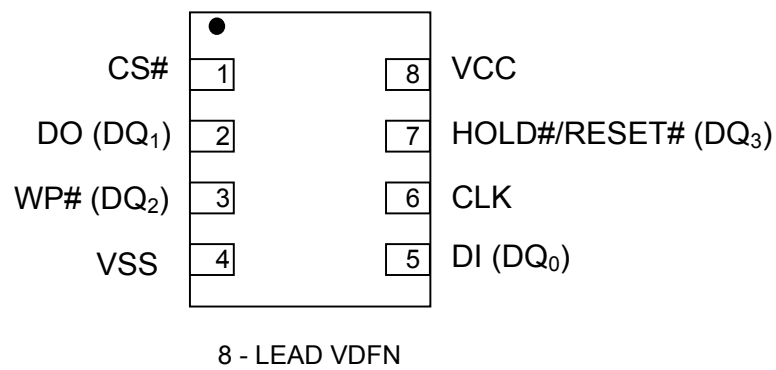 CS# 1 8 VCC
DO (DQ1) 2 7 HOLD#/RESET# (DQ3)
WP# (DQ2) 3 6 CLK
VSS 4 5 DI (DQ0)
8 - LEAD VDFN